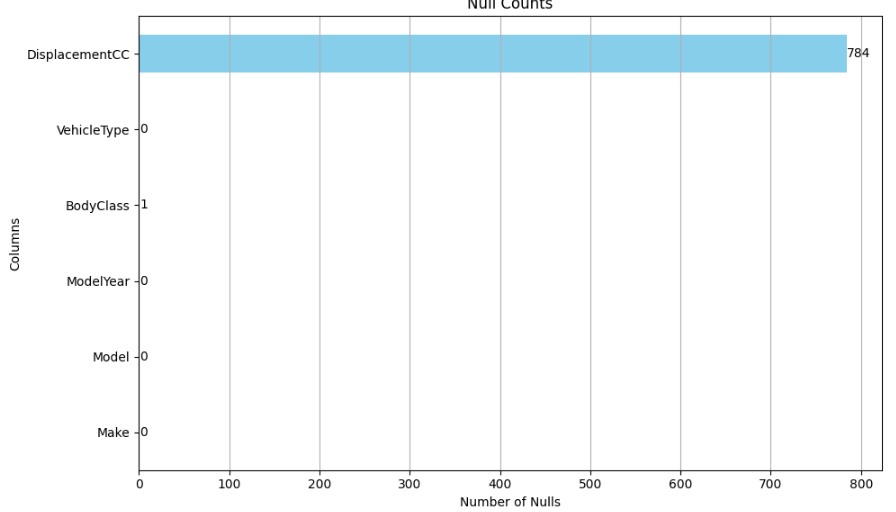 Null Counts
DisplacementCC
784
VehicleType
0
BodyClass
1
ModelYear
0
Model
0
Make
0
Columns
0 100 200 300 400 500 600 700 800
Number of Nulls